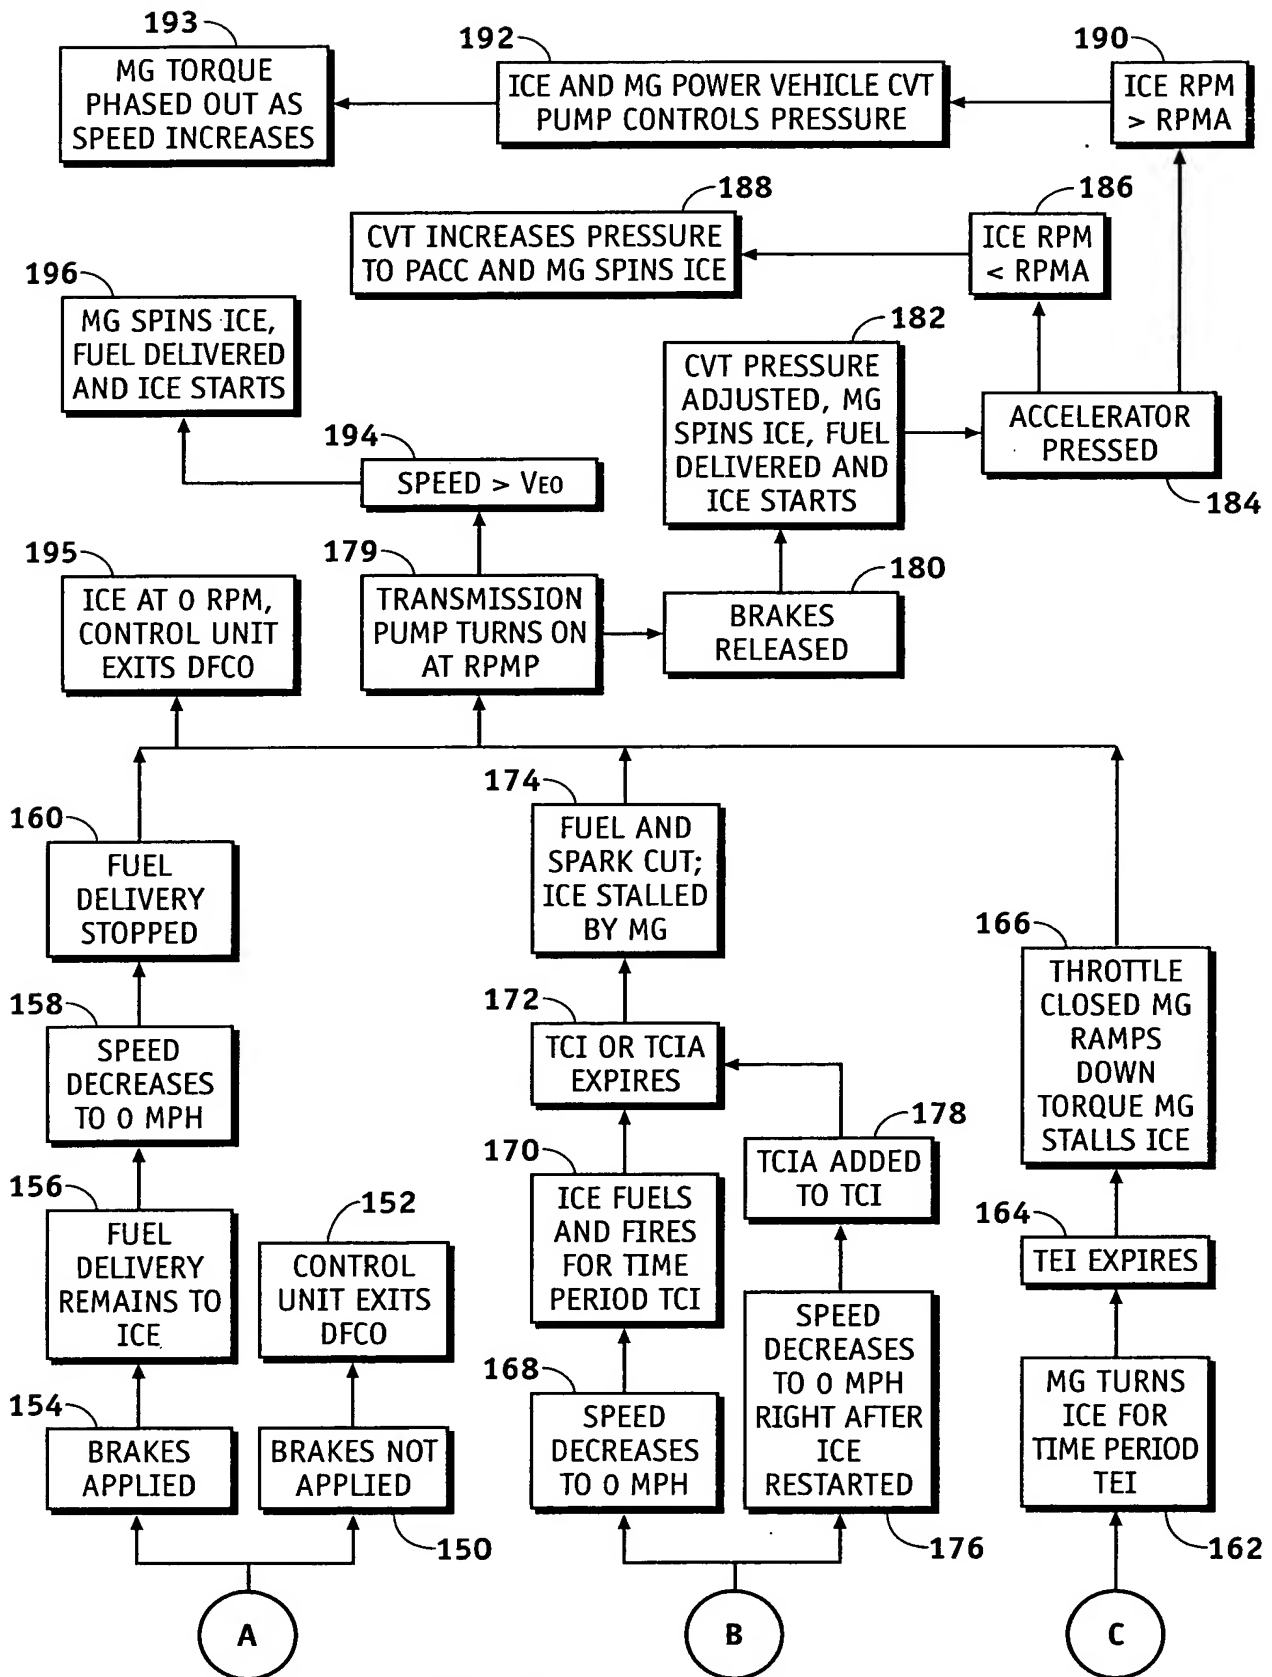 193
MG TORQUE
PHASED OUT AS
SPEED INCREASES
192
ICE AND MG POWER VEHICLE CVT
PUMP CONTROLS PRESSURE
190
ICE RPM
> RPMA
188
CVT INCREASES PRESSURE
TO PACC AND MG SPINS ICE
186
ICE RPM
< RPMA
196
MG SPINS ICE,
FUEL DELIVERED
AND ICE STARTS
182
CVT PRESSURE
ADJUSTED, MG
SPINS ICE, FUEL
DELIVERED AND
ICE STARTS
ACCELERATOR
PRESSED
184
194
SPEED > VEO
195
ICE AT 0 RPM,
CONTROL UNIT
EXITS DFCO
179
TRANSMISSION
PUMP TURNS ON
AT RPMP
180
BRAKES
RELEASED
160
FUEL
DELIVERY
STOPPED
174
FUEL AND
SPARK CUT;
ICE STALLED
BY MG
166
THROTTLE
CLOSED MG
RAMPS
DOWN
TORQUE MG
STALLS ICE
158
SPEED
DECREASES
TO 0 MPH
172
TCI OR TCIA
EXPIRES
178
TCIA ADDED
TO TCI
156
FUEL
DELIVERY
REMAINS TO
ICE
152
CONTROL
UNIT EXITS
DFCO
170
ICE FUELS
AND FIRES
FOR TIME
PERIOD TCI
164
TEI EXPIRES
154
BRAKES
APPLIED
BRAKES NOT
APPLIED
150
168
SPEED
DECREASES
TO 0 MPH
SPEED
DECREASES
TO 0 MPH
RIGHT AFTER
ICE
RESTARTED
176
MG TURNS
ICE FOR
TIME PERIOD
TEI
162
A
B
C